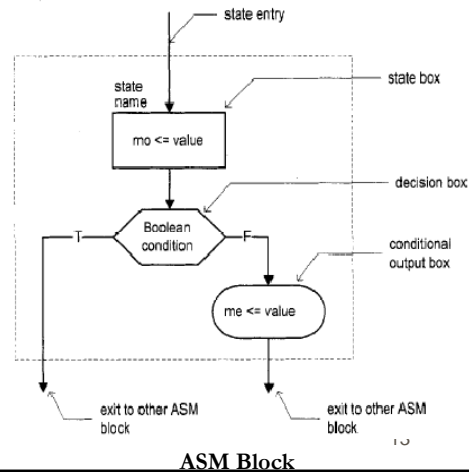 state entry
state box
state
name
mo <= value
decision box
Boolean
condition
T
F
conditional
output box
me <= value
exit to other ASM
block
exit to other ASM
block
ASM Block